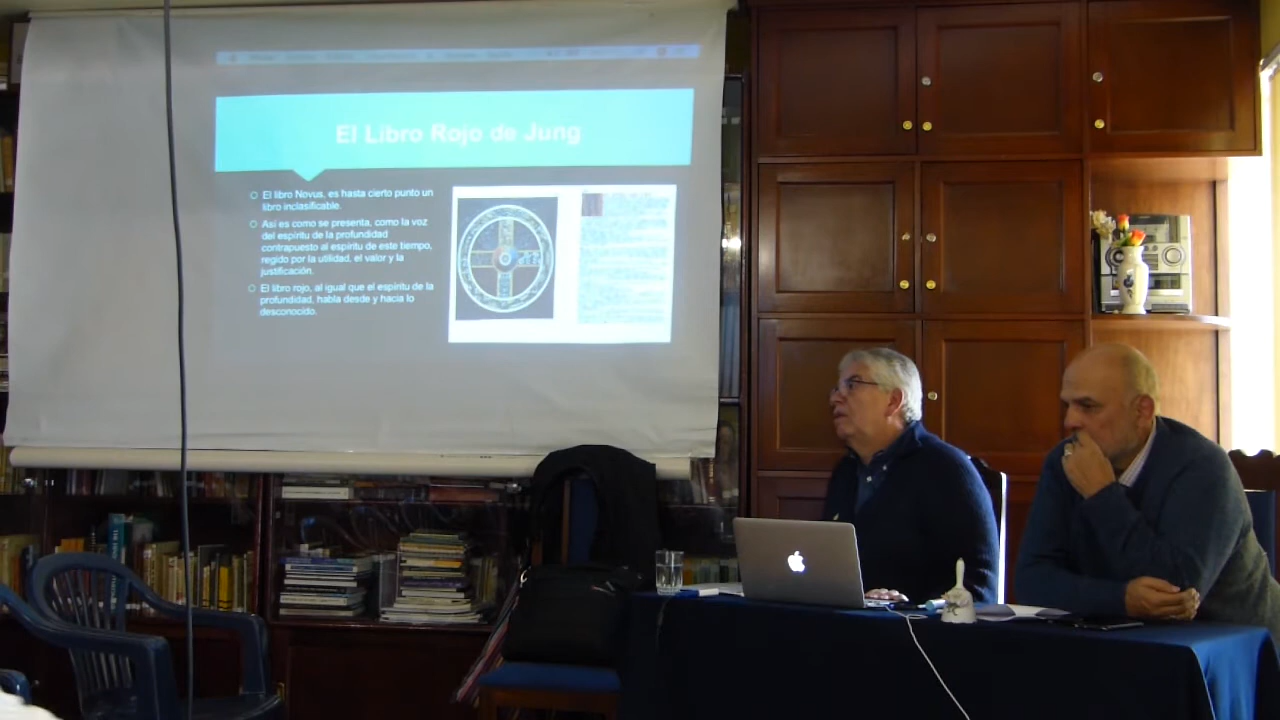 El Libro Rojo de Jung
El libro Novus, es hasta cierto punto un
libro inclasificable.
Así es como se presenta, como la voz
del espíritu de la profundidad
contrapuesto al espíritu de este tiempo,
regido por la utilidad, el valor y la
justificación.
El libro rojo, al igual que el espíritu de la
profundidad, habla desde y hacia lo
desconocido.